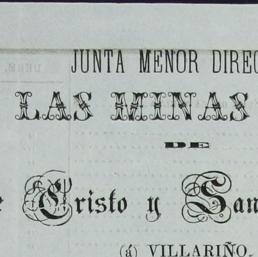 JUNTA MENOR DIREC
LAS MINAS
DE
Cristo y San
(á) VILLARIÑO.